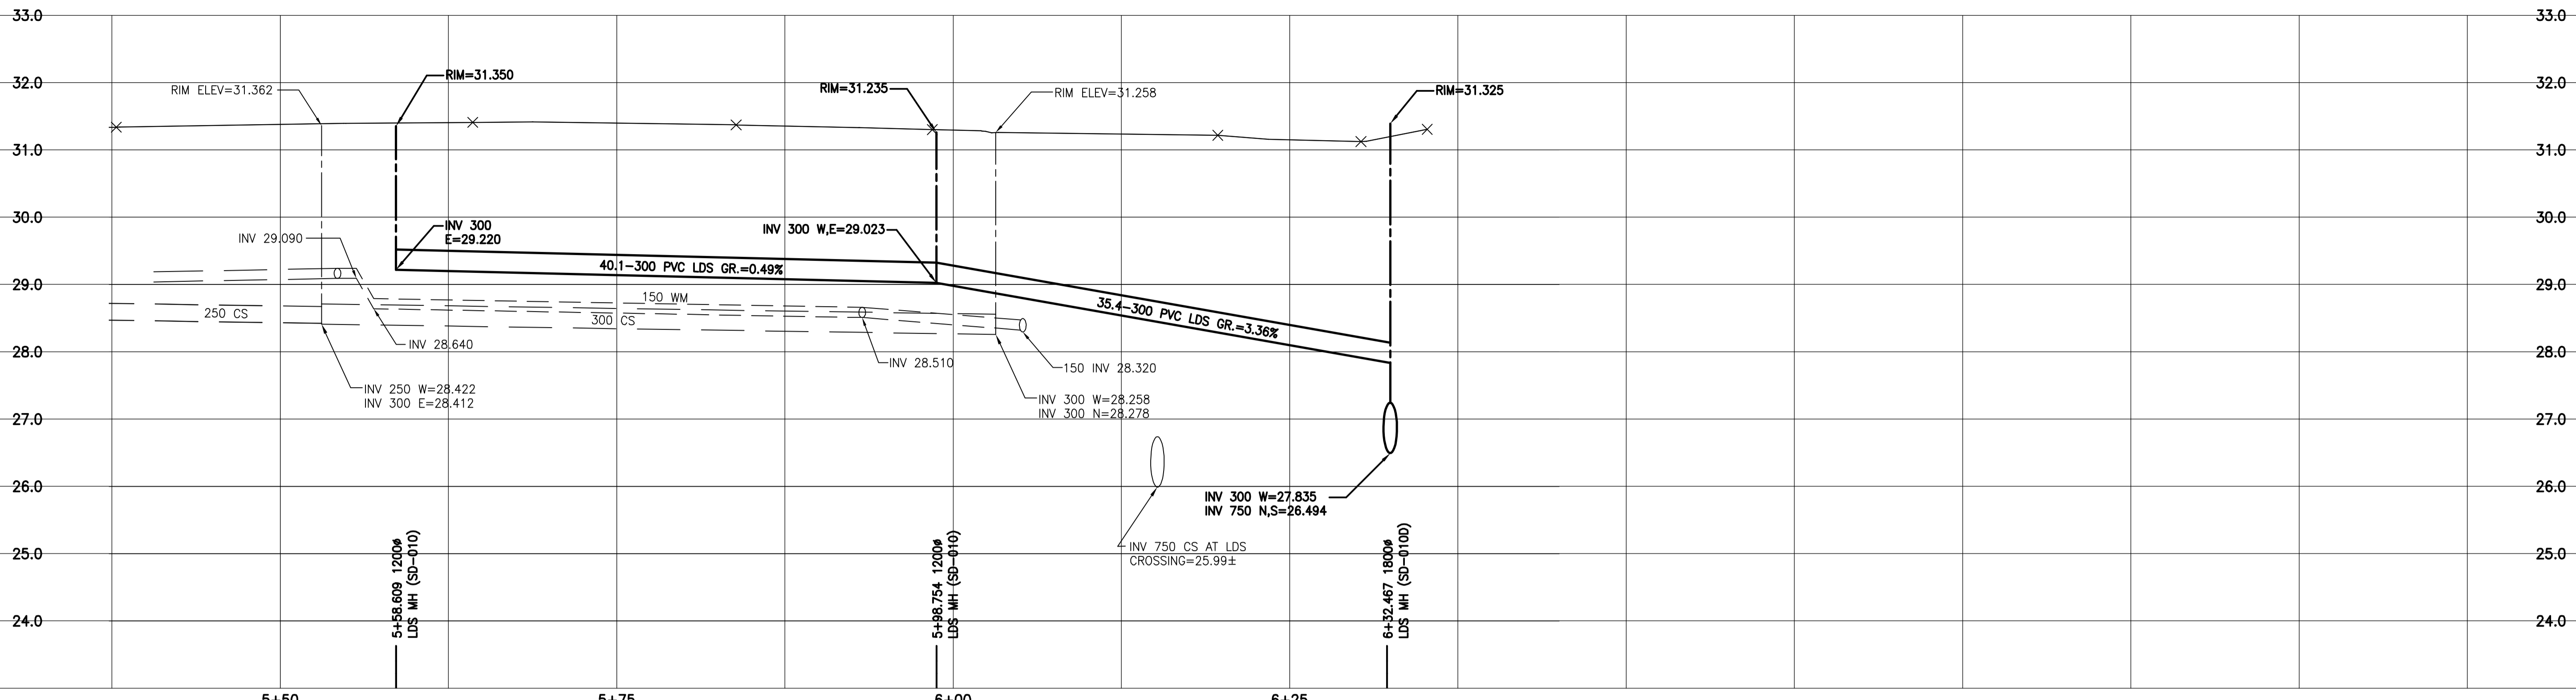 33.0
33.0
32.0
32.0
31.0
31.0
30.0
30.0
29.0
29.0
28.0
28.0
27.0
27.0
26.0
26.0
25.0
25.0
24.0
24.0
RIM ELEV=31.362
RIM=31.350
RIM=31.235
RIM ELEV=31.258
RIM=31.325
INV 29.090
INV 300
E=29.220
INV 300 W,E=29.023
40.1-300 PVC LDS GR.=0.49%
35.4-300 PVC LDS GR.=3.36%
150 WM
250 CS
300 CS
INV 28.640
INV 28.510
150 INV 28.320
INV 250 W=28.422
INV 300 E=28.412
INV 300 W=28.258
INV 300 N=28.278
INV 300 W=27.835
INV 750 N,S=26.494
INV 750 CS AT LDS
CROSSING=25.99±
5+58.609 1200ø
LDS MH (SD-010)
5+98.754 1200ø
LDS MH (SD-010)
6+32.467 1800ø
LDS MH (SD-010D)
5+50
5+75
6+00
6+25